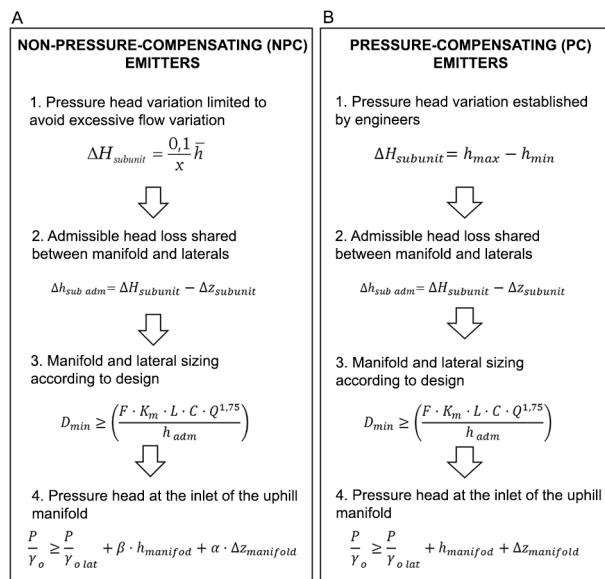 A
NON-PRESSURE-COMPENSATING (NPC)
EMITTERS
1. Pressure head variation limited to
avoid excessive flow variation
ΔH_subunit = 0,1/x h̄
2. Admissible head loss shared
between manifold and laterals
Δh_sub adm = ΔH_subunit − Δz_subunit
3. Manifold and lateral sizing
according to design
D_min ≥ (F · K_m · L · C · Q^1,75 / h_adm)
4. Pressure head at the inlet of the uphill
manifold
P/γ_o ≥ P/γ_o lat + β · h_manifod + α · Δz_manifold
B
PRESSURE-COMPENSATING (PC)
EMITTERS
1. Pressure head variation established
by engineers
ΔH_subunit = h_max − h_min
2. Admissible head loss shared
between manifold and laterals
Δh_sub adm = ΔH_subunit − Δz_subunit
3. Manifold and lateral sizing
according to design
D_min ≥ (F · K_m · L · C · Q^1,75 / h_adm)
4. Pressure head at the inlet of the uphill
manifold
P/γ_o ≥ P/γ_o lat + h_manifod + Δz_manifold